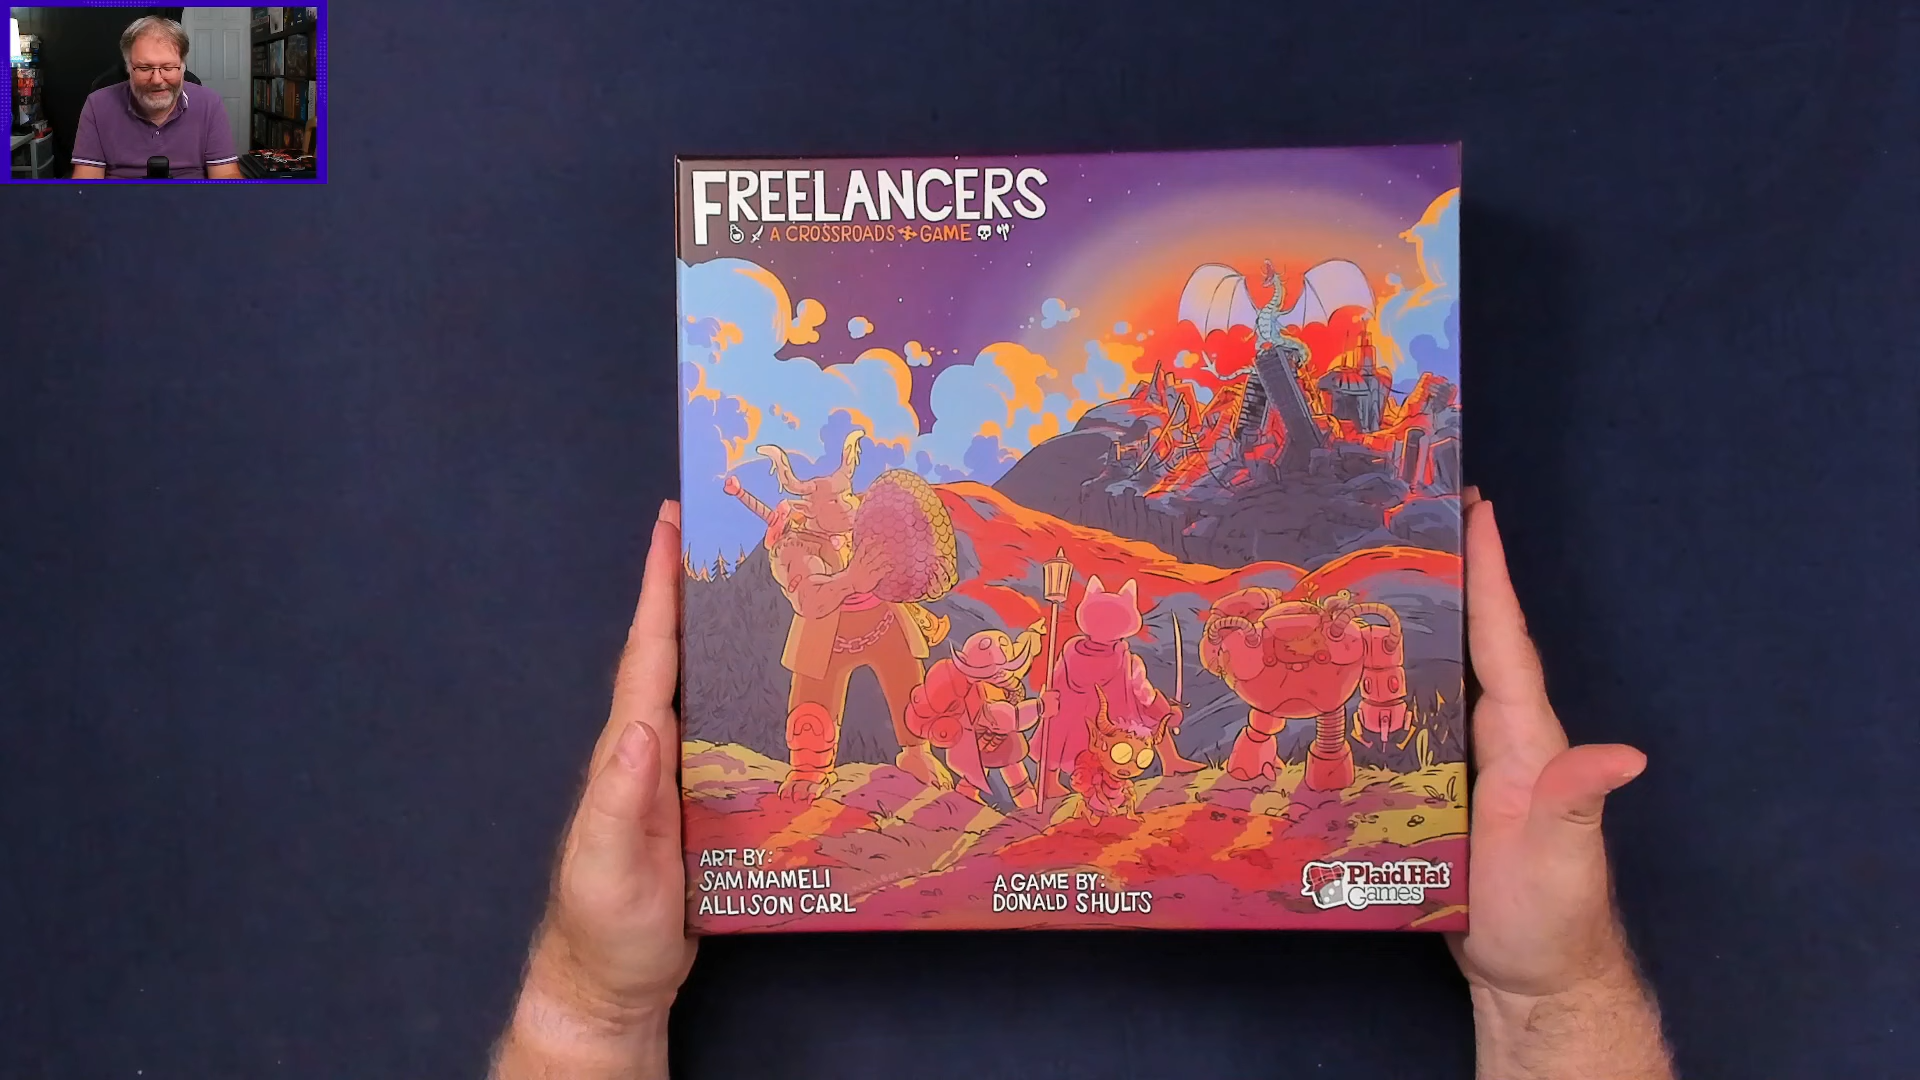 FREELANCERS
A CROSSROADS GAME
ART BY:
SAM MAMELI
ALLISON CARL
A GAME BY:
DONALD SHULTS
Plaid Hat
Games